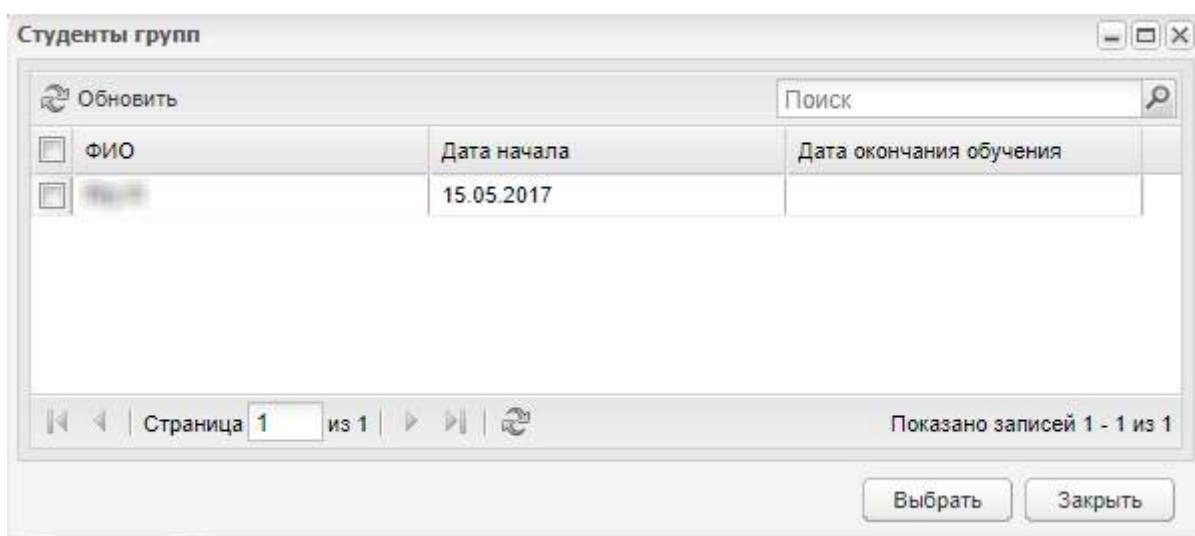 Студенты групп
Обновить Поиск
ФИО Дата начала Дата окончания обучения
15.05.2017
Страница 1 из 1 Показано записей 1 - 1 из 1
Выбрать Закрыть